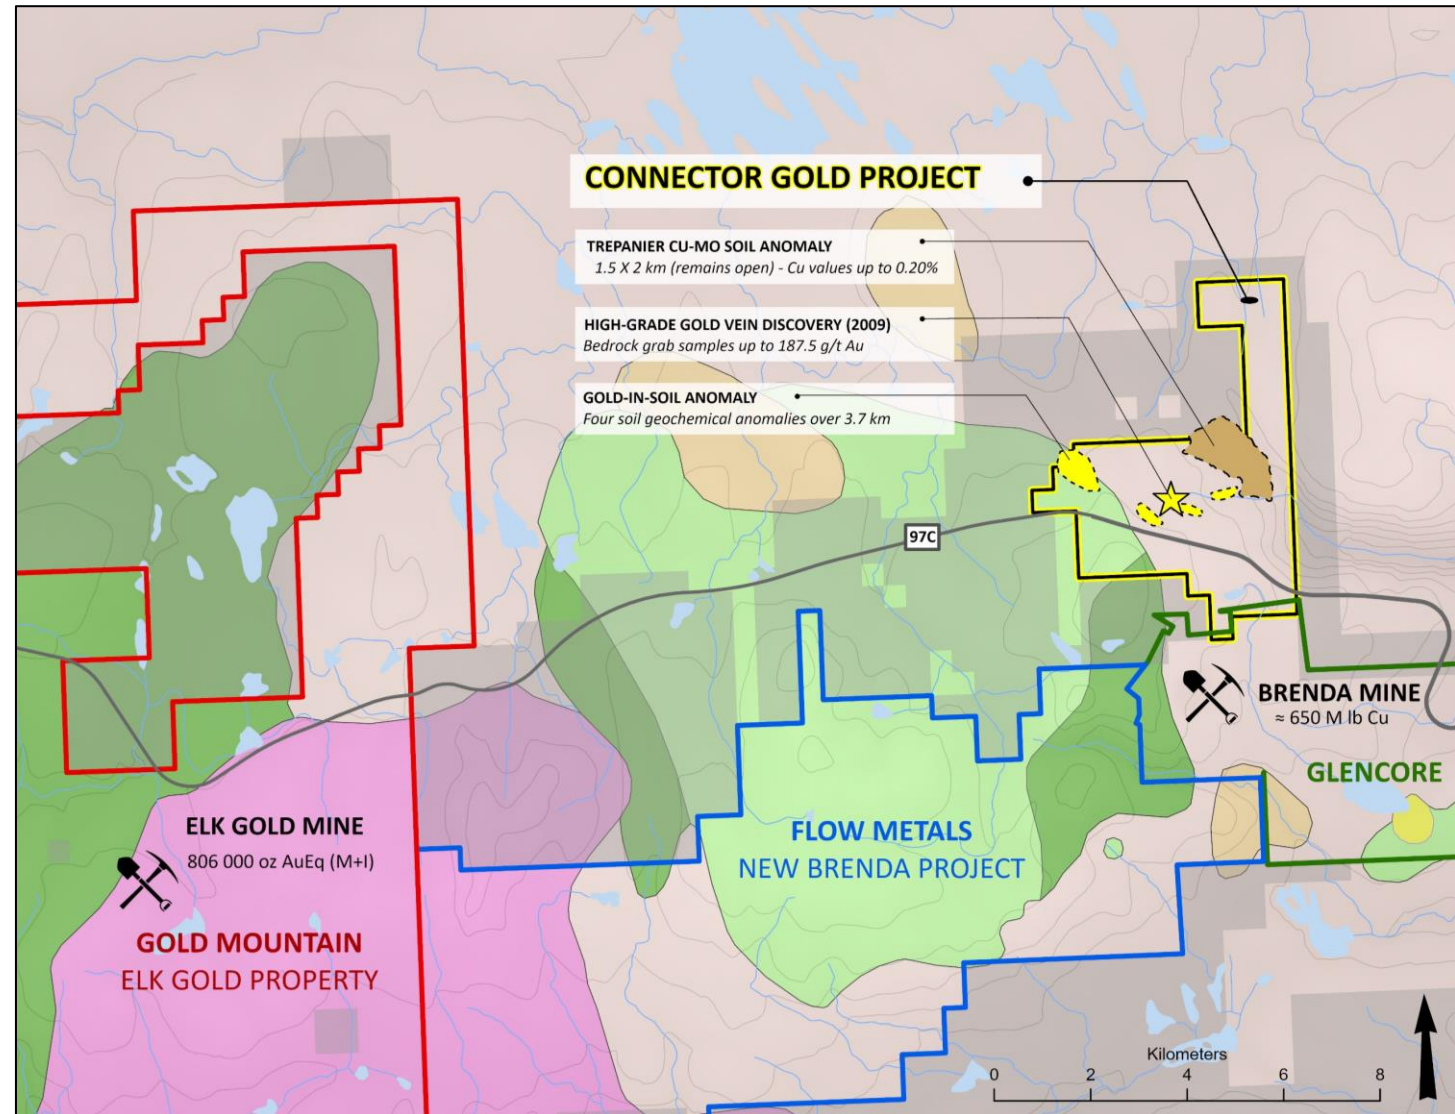 CONNECTOR GOLD PROJECT
TREPANIER CU-MO SOIL ANOMALY
1.5 X 2 km (remains open) - Cu values up to 0.20%
HIGH-GRADE GOLD VEIN DISCOVERY (2009)
Bedrock grab samples up to 187.5 g/t Au
GOLD-IN-SOIL ANOMALY
Four soil geochemical anomalies over 3.7 km
97C
BRENDA MINE
≈ 650 M lb Cu
GLENCORE
ELK GOLD MINE
806 000 oz AuEq (M+I)
FLOW METALS
NEW BRENDA PROJECT
GOLD MOUNTAIN
ELK GOLD PROPERTY
Kilometers
0 2 4 6 8